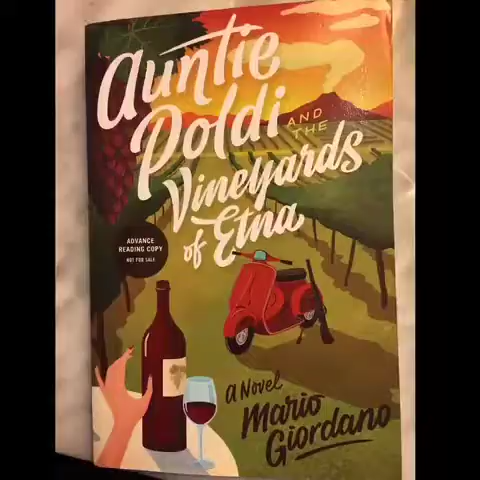 Auntie
Poldi
AND
THE
Vineyards
of Etna
ADVANCE
READING COPY
NOT FOR SALE
a Novel
Mario
Giordano